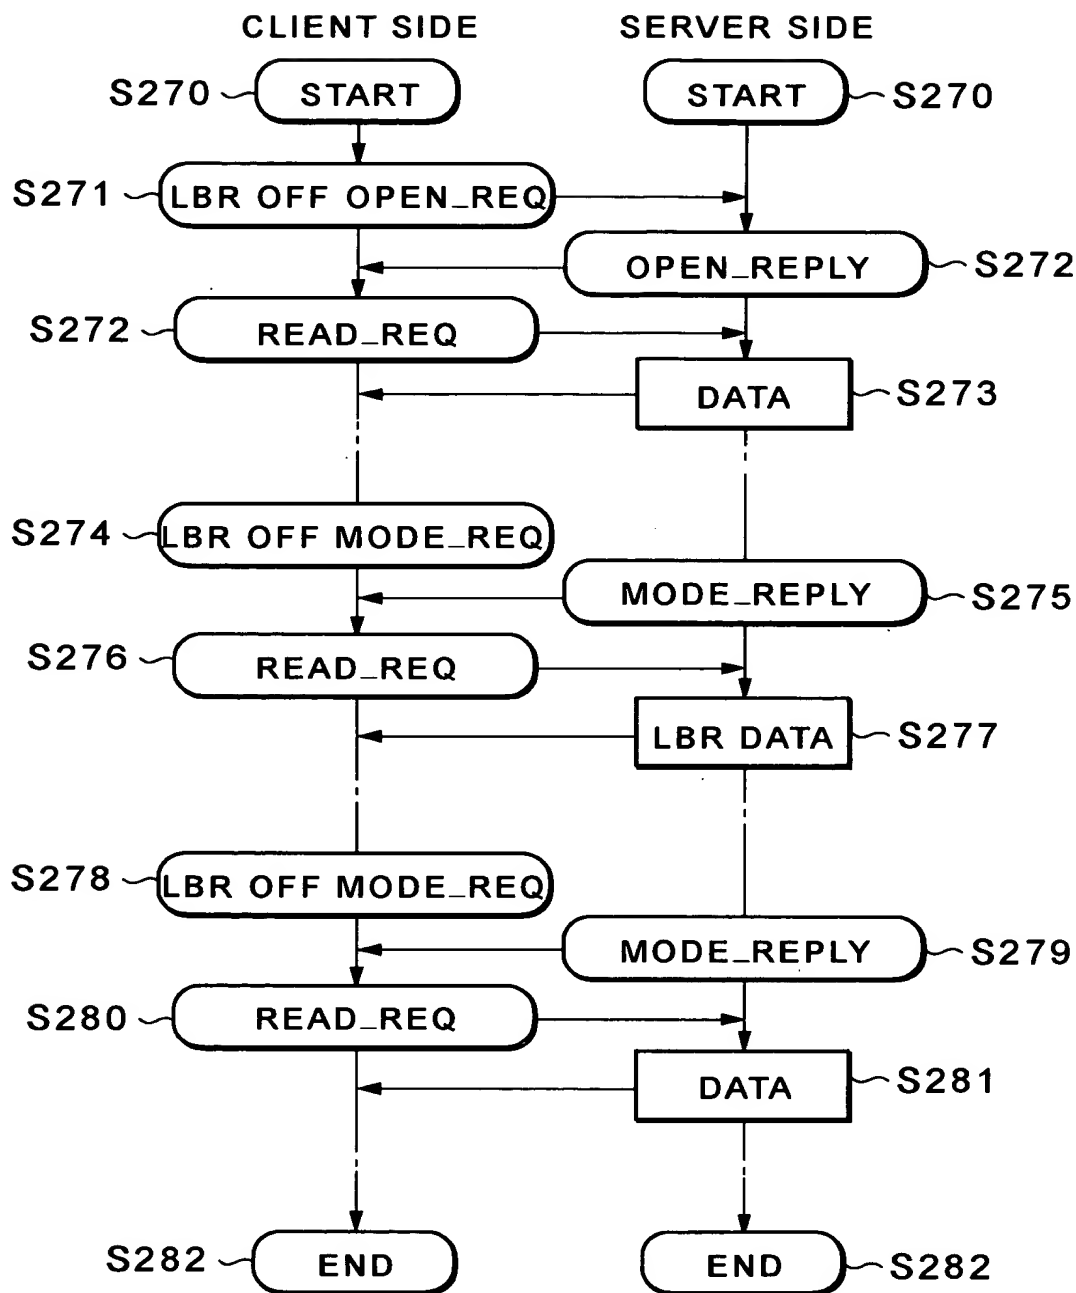 CLIENT SIDE SERVER SIDE
S270 START START S270
S271 LBR OFF OPEN_REQ
OPEN_REPLY S272
S272 READ_REQ
DATA S273
S274 LBR OFF MODE_REQ
MODE_REPLY S275
S276 READ_REQ
LBR DATA S277
S278 LBR OFF MODE_REQ
MODE_REPLY S279
S280 READ_REQ
DATA S281
S282 END END S282